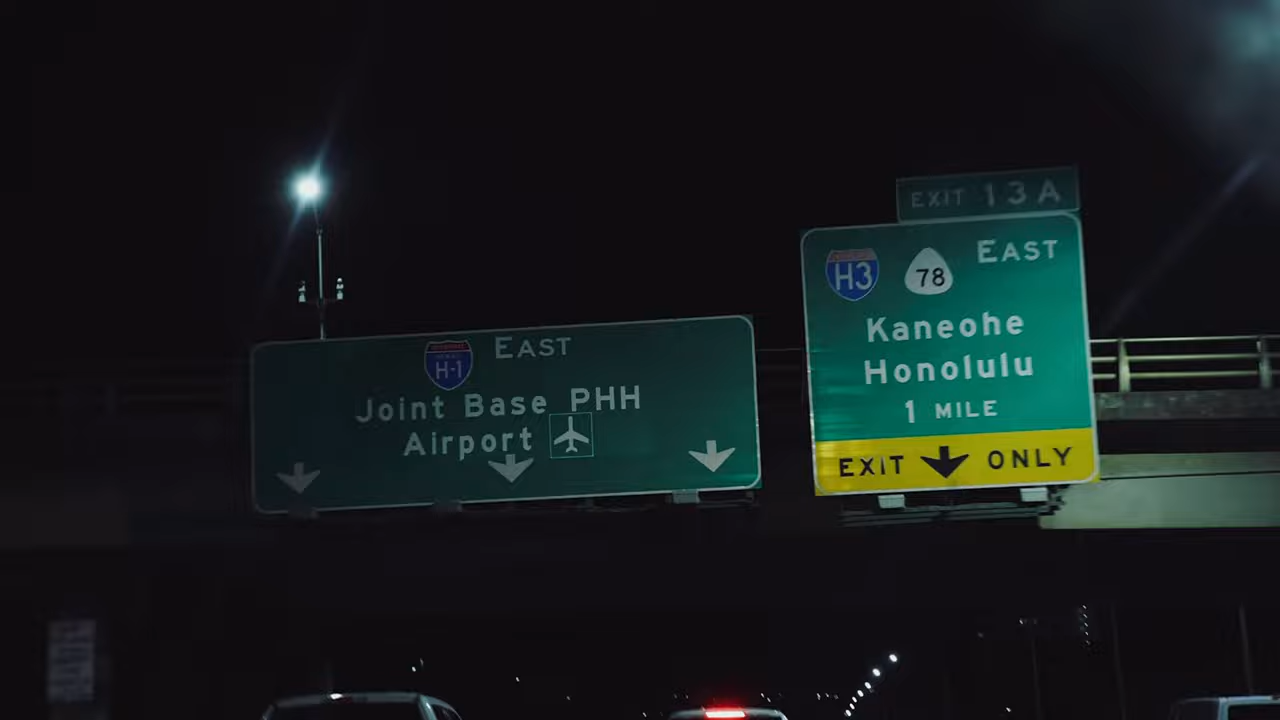 EXIT 13A
H3 78 EAST
Kaneohe
Honolulu
1 MILE
EXIT ONLY
H-1 EAST
Joint Base PHH
Airport